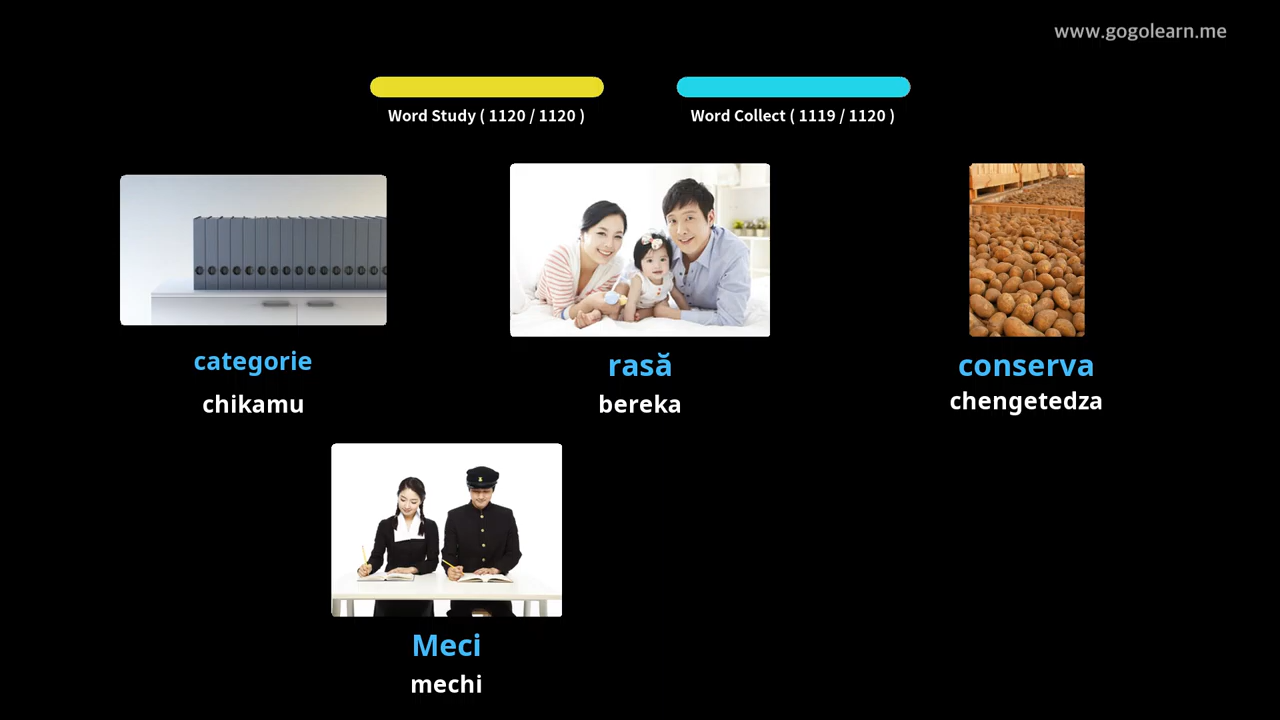 www.gogolearn.me
Word Study ( 1120 / 1120 )
Word Collect ( 1119 / 1120 )
categorie
chikamu
rasă
bereka
conserva
chengetedza
Meci
mechi